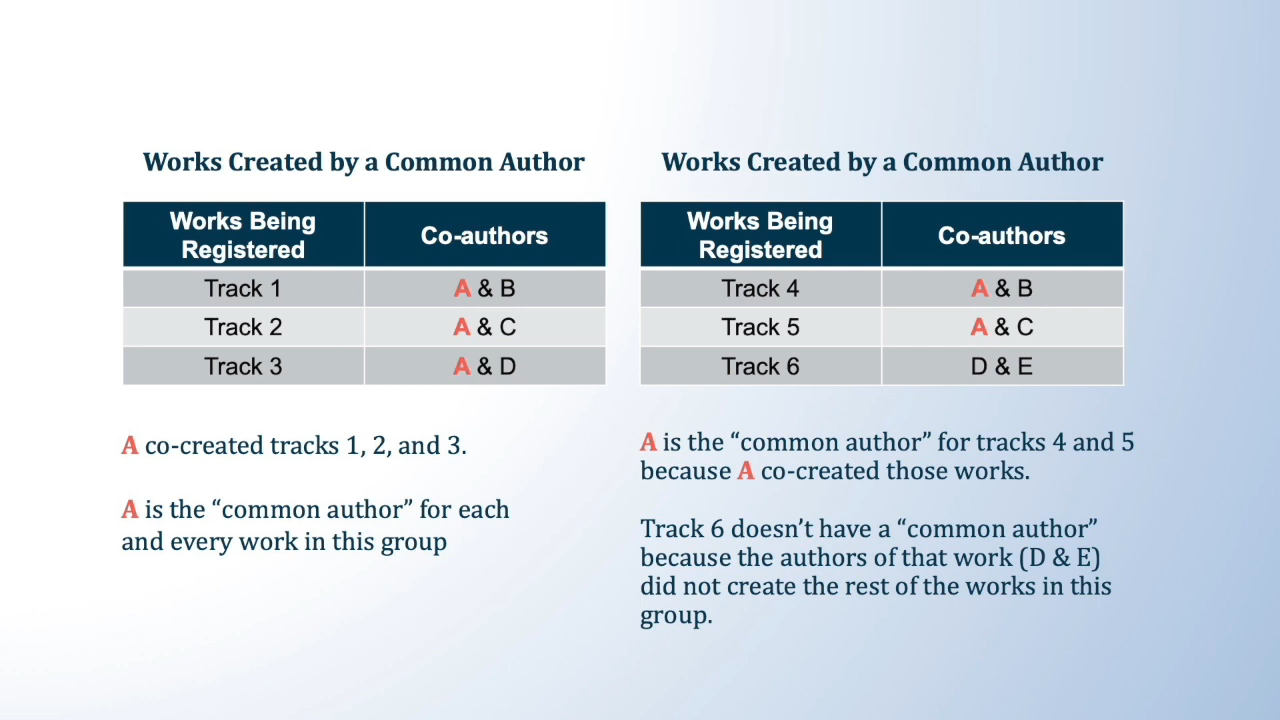 Works Created by a Common Author
Works Being
Registered
Co-authors
Track 1
A & B
Track 2
A & C
Track 3
A & D
A co-created tracks 1, 2, and 3.
A is the “common author” for each
and every work in this group
Works Created by a Common Author
Works Being
Registered
Co-authors
Track 4
A & B
Track 5
A & C
Track 6
D & E
A is the “common author” for tracks 4 and 5
because A co-created those works.
Track 6 doesn’t have a “common author”
because the authors of that work (D & E)
did not create the rest of the works in this
group.